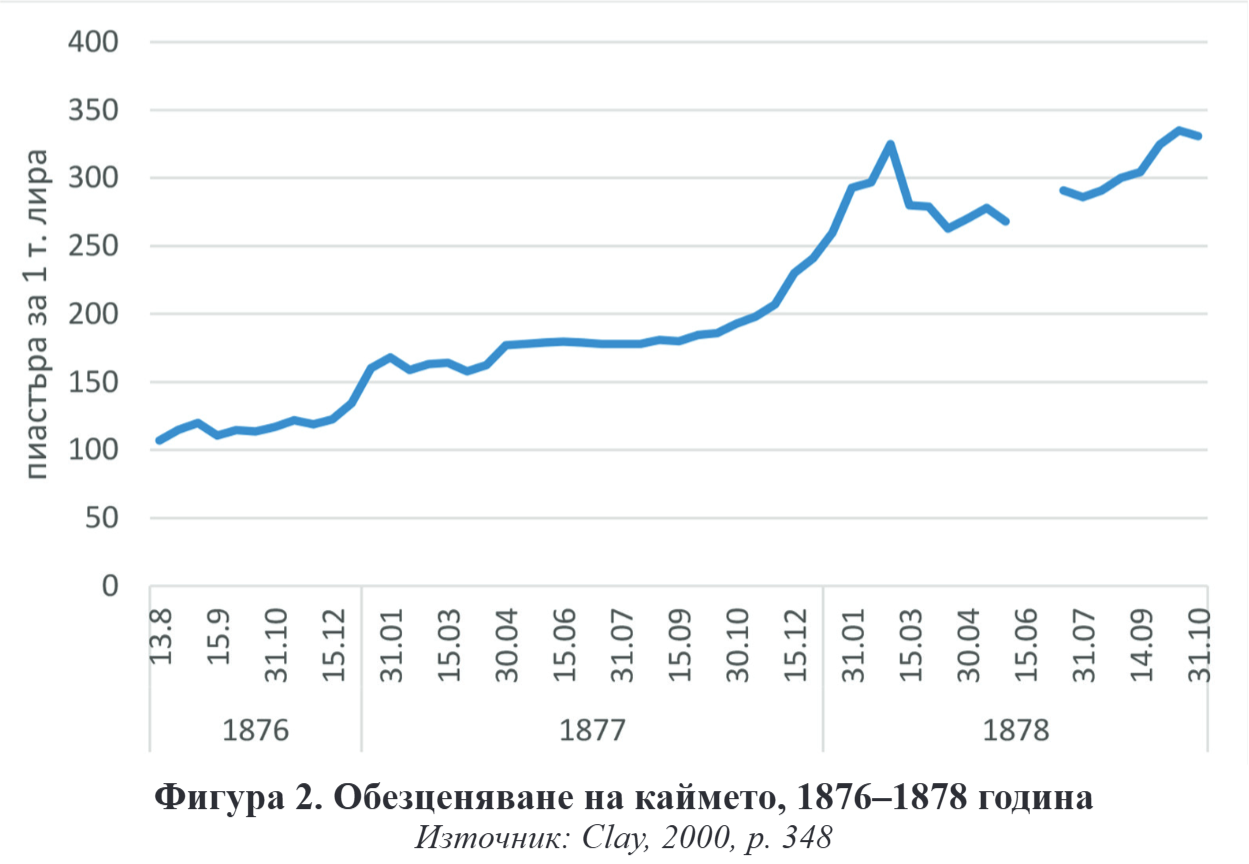 400
350
300
250
200
150
100
50
0
пиастъра за 1 т. лира
13.8 15.9 31.10 15.12 31.01 15.03 30.04 15.06 31.07 15.09 30.10 15.12 31.01 15.03 30.04 15.06 31.07 14.09 31.10
1876 1877 1878
Фигура 2. Обезценяване на каймето, 1876–1878 година
Източник: Clay, 2000, p. 348